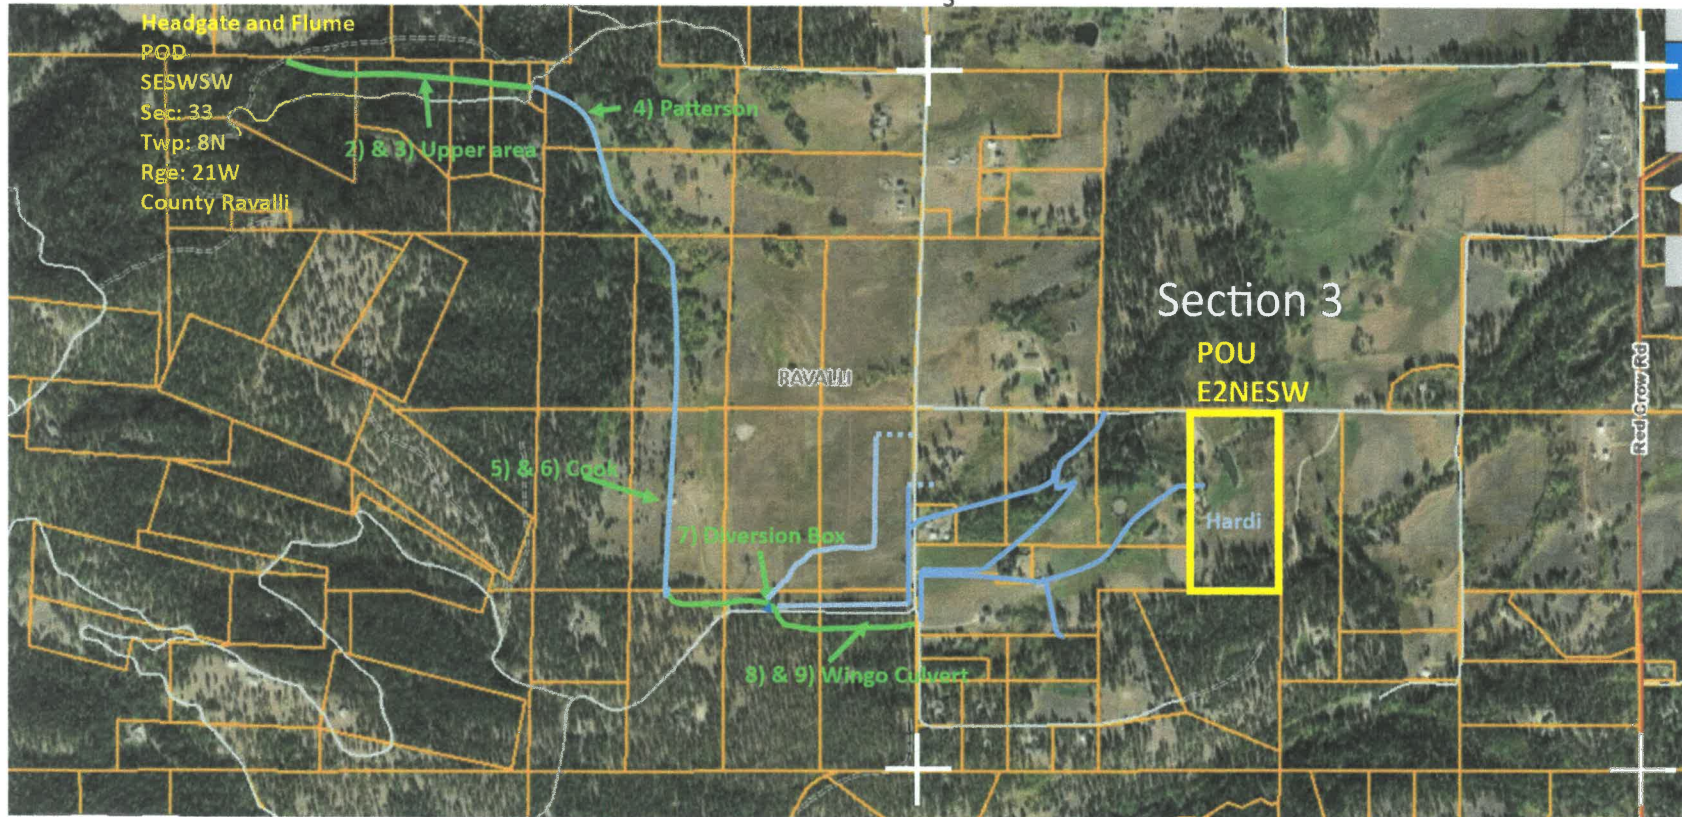 Headgate and Flume
POD
SESWSW
Sec: 33
Twp: 8N
Rge: 21W
County Ravalli
4) Patterson
2) & 3) Upper area
Section 3
POU
E2NESW
RAVALLI
Red Crow Rd
5) & 6) Cook
Hardi
7) Diversion Box
8) & 9) Wingo Culvert